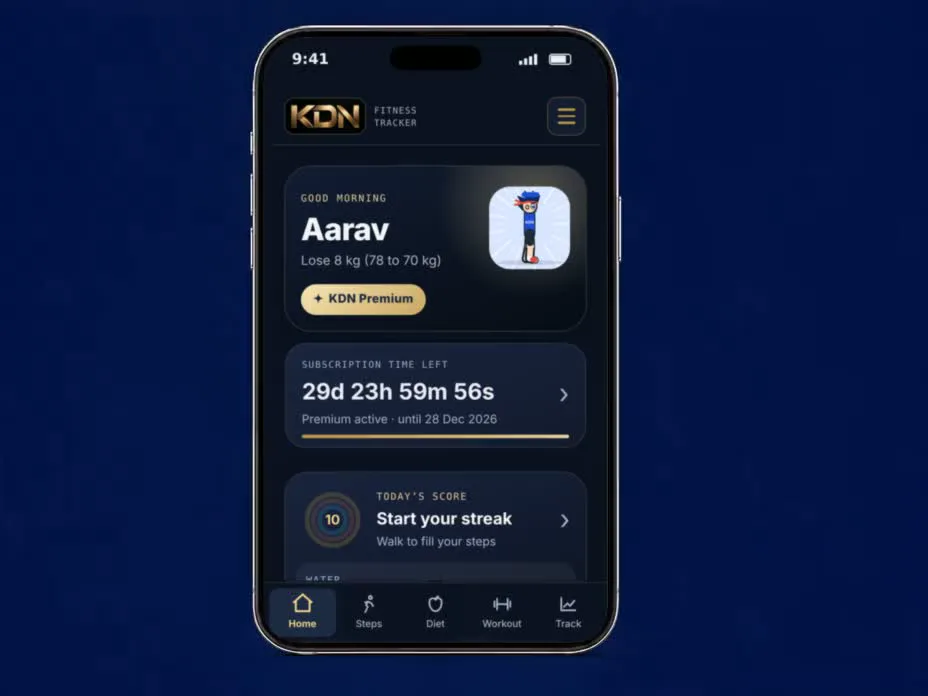 9:41
KDN
FITNESS
TRACKER
GOOD MORNING
Aarav
Lose 8 kg (78 to 70 kg)
KDN Premium
SUBSCRIPTION TIME LEFT
29d 23h 59m 56s
Premium active · until 28 Dec 2026
TODAY'S SCORE
10
Start your streak
Walk to fill your steps
WATER
Home
Steps
Diet
Workout
Track